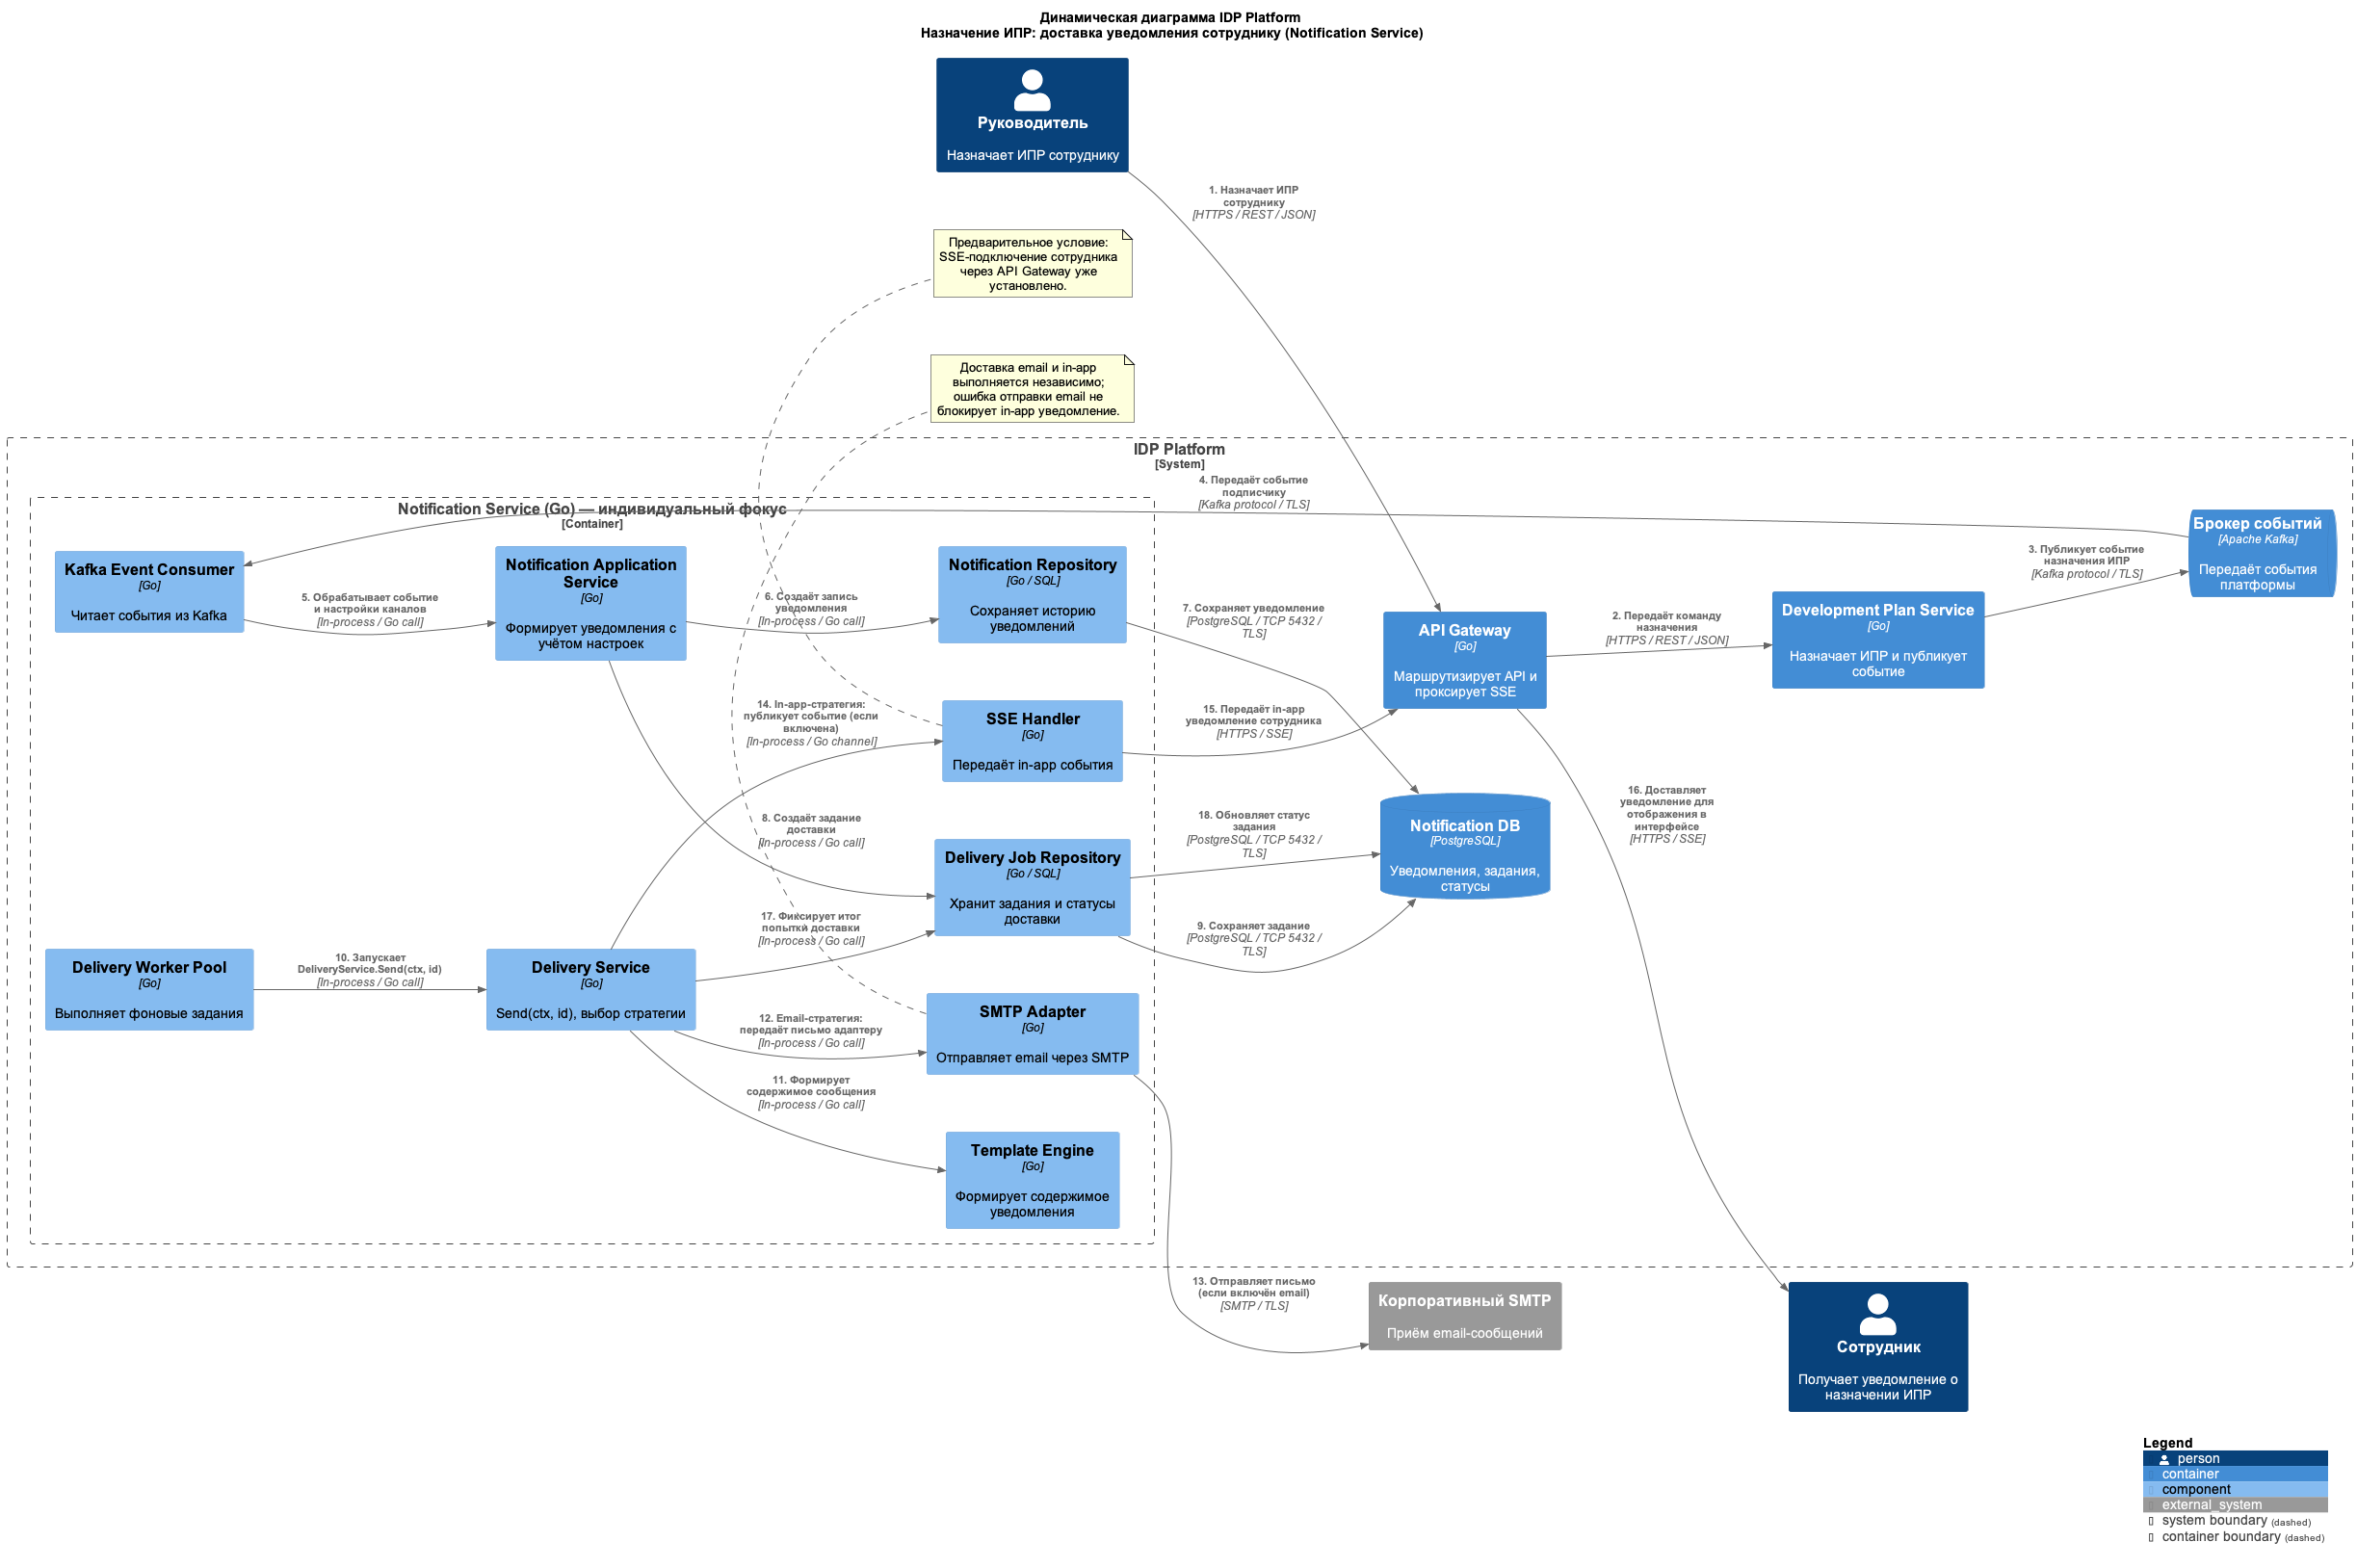 Динамическая диаграмма IDP Platform
Назначение ИПР: доставка уведомления сотруднику (Notification Service)
Руководитель
Назначает ИПР сотруднику
1. Назначает ИПР
сотруднику
[HTTPS / REST / JSON]
Предварительное условие:
SSE-подключение сотрудника
через API Gateway уже
установлено.
Доставка email и in-app
выполняется независимо;
ошибка отправки email не
блокирует in-app уведомление.
IDP Platform
[System]
4. Передаёт событие
подписчику
[Kafka protocol / TLS]
Notification Service (Go) — индивидуальный фокус
[Container]
Брокер событий
[Apache Kafka]
Передаёт события
платформы
3. Публикует событие
назначения ИПР
[Kafka protocol / TLS]
Kafka Event Consumer
[Go]
Читает события из Kafka
5. Обрабатывает событие
и настройки каналов
[In-process / Go call]
Notification Application
Service
[Go]
Формирует уведомления с
учётом настроек
6. Создаёт запись
уведомления
[In-process / Go call]
Notification Repository
[Go / SQL]
Сохраняет историю
уведомлений
7. Сохраняет уведомление
[PostgreSQL / TCP 5432 /
TLS]
API Gateway
[Go]
Маршрутизирует API и
проксирует SSE
2. Передаёт команду
назначения
[HTTPS / REST / JSON]
Development Plan Service
[Go]
Назначает ИПР и публикует
событие
14. In-app-стратегия:
публикует событие (если
включена)
[In-process / Go channel]
SSE Handler
[Go]
Передаёт in-app события
15. Передаёт in-app
уведомление сотрудника
[HTTPS / SSE]
16. Доставляет
уведомление для
отображения в
интерфейсе
[HTTPS / SSE]
8. Создаёт задание
доставки
[In-process / Go call]
Delivery Job Repository
[Go / SQL]
Хранит задания и статусы
доставки
18. Обновляет статус
задания
[PostgreSQL / TCP 5432 /
TLS]
Notification DB
[PostgreSQL]
Уведомления, задания,
статусы
17. Фиксирует итог
попытки доставки
[In-process / Go call]
9. Сохраняет задание
[PostgreSQL / TCP 5432 /
TLS]
Delivery Worker Pool
[Go]
Выполняет фоновые задания
10. Запускает
DeliveryService.Send(ctx, id)
[In-process / Go call]
Delivery Service
[Go]
Send(ctx, id), выбор стратегии
12. Email-стратегия:
передаёт письмо адаптеру
[In-process / Go call]
SMTP Adapter
[Go]
Отправляет email через SMTP
11. Формирует
содержимое сообщения
[In-process / Go call]
Template Engine
[Go]
Формирует содержимое
уведомления
13. Отправляет письмо
(если включён email)
[SMTP / TLS]
Корпоративный SMTP
Приём email-сообщений
Сотрудник
Получает уведомление о
назначении ИПР
Legend
person
container
component
external_system
system boundary (dashed)
container boundary (dashed)